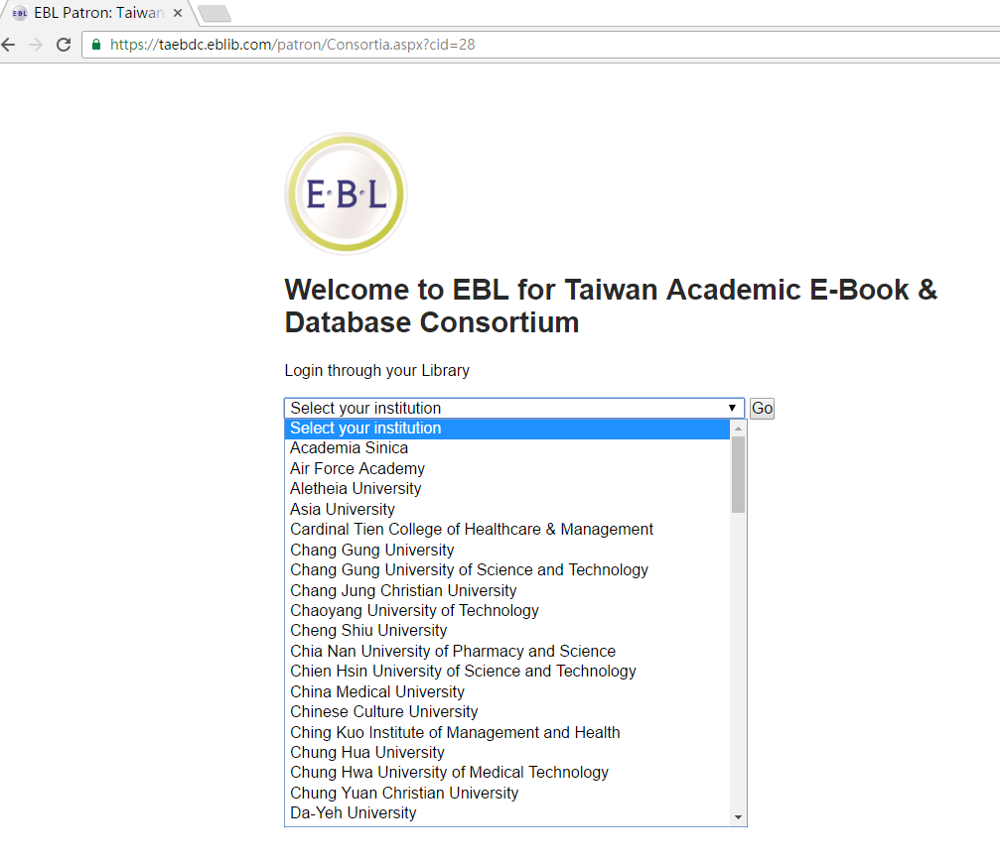 EBL EBL Patron: Taiwan
https://taebdc.eblib.com/patron/Consortia.aspx?cid=28
E·B·L
Welcome to EBL for Taiwan Academic E-Book &
Database Consortium
Login through your Library
Select your institution Go
Select your institution
Academia Sinica
Air Force Academy
Aletheia University
Asia University
Cardinal Tien College of Healthcare & Management
Chang Gung University
Chang Gung University of Science and Technology
Chang Jung Christian University
Chaoyang University of Technology
Cheng Shiu University
Chia Nan University of Pharmacy and Science
Chien Hsin University of Science and Technology
China Medical University
Chinese Culture University
Ching Kuo Institute of Management and Health
Chung Hua University
Chung Hwa University of Medical Technology
Chung Yuan Christian University
Da-Yeh University